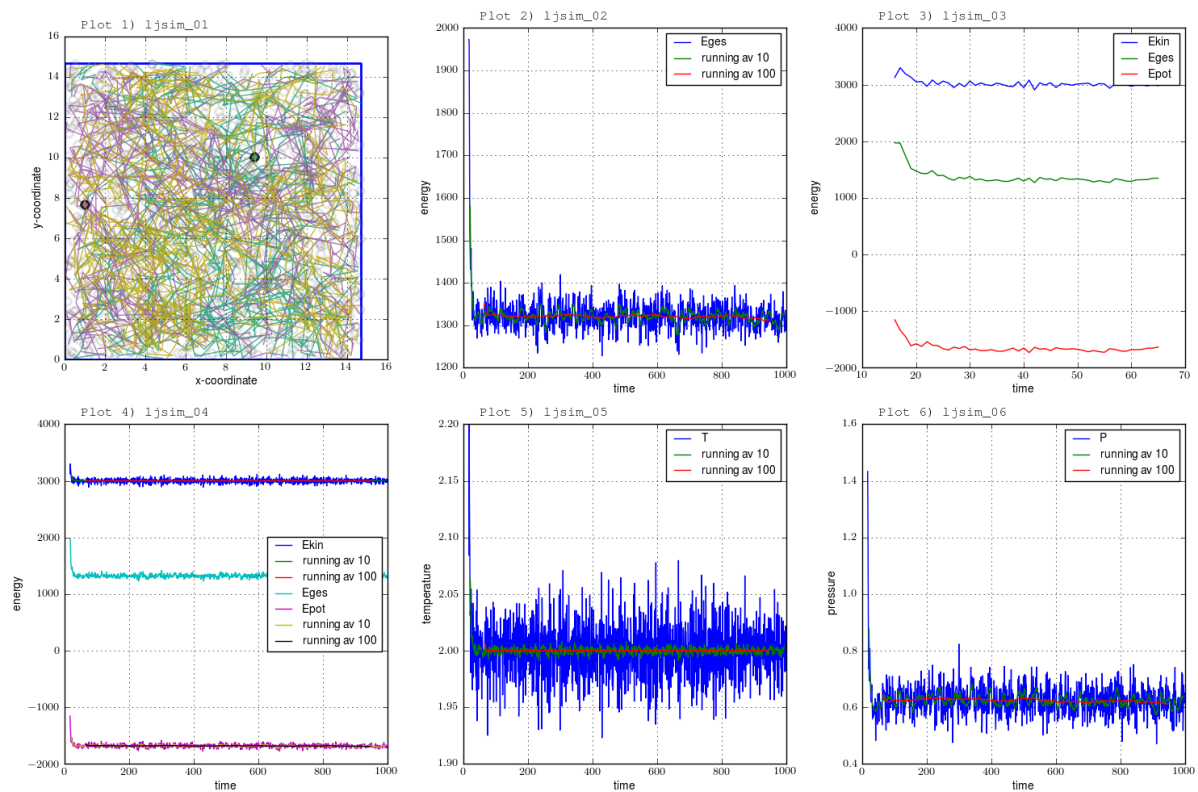 Plot 1) ljsim_01
16
14
12
10
8
6
4
2
0
y-coordinate
0 2 4 6 8 10 12 14 16
x-coordinate
Plot 2) ljsim_02
2000
1900
1800
1700
1600
1500
1400
1300
1200
energy
Eges
running av 10
running av 100
0 200 400 600 800 1000
time
Plot 3) ljsim_03
4000
3000
2000
1000
0
−1000
−2000
energy
Ekin
Eges
Epot
10 20 30 40 50 60 70
time
Plot 4) ljsim_04
4000
3000
2000
1000
0
−1000
−2000
energy
Ekin
running av 10
running av 100
Eges
Epot
running av 10
running av 100
0 200 400 600 800 1000
time
Plot 5) ljsim_05
2.20
2.15
2.10
2.05
2.00
1.95
1.90
temperature
T
running av 10
running av 100
0 200 400 600 800 1000
time
Plot 6) ljsim_06
1.6
1.4
1.2
1.0
0.8
0.6
0.4
pressure
P
running av 10
running av 100
0 200 400 600 800 1000
time